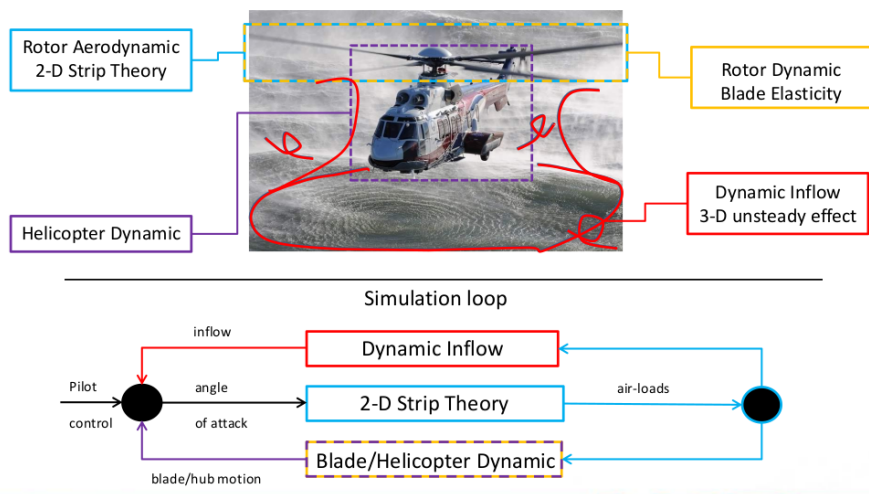 Rotor Aerodynamic
2-D Strip Theory
Rotor Dynamic
Blade Elasticity
Helicopter Dynamic
Dynamic Inflow
3-D unsteady effect
Simulation loop
inflow
Dynamic Inflow
Pilot
control
angle
of attack
2-D Strip Theory
air-loads
Blade/Helicopter Dynamic
blade/hub motion